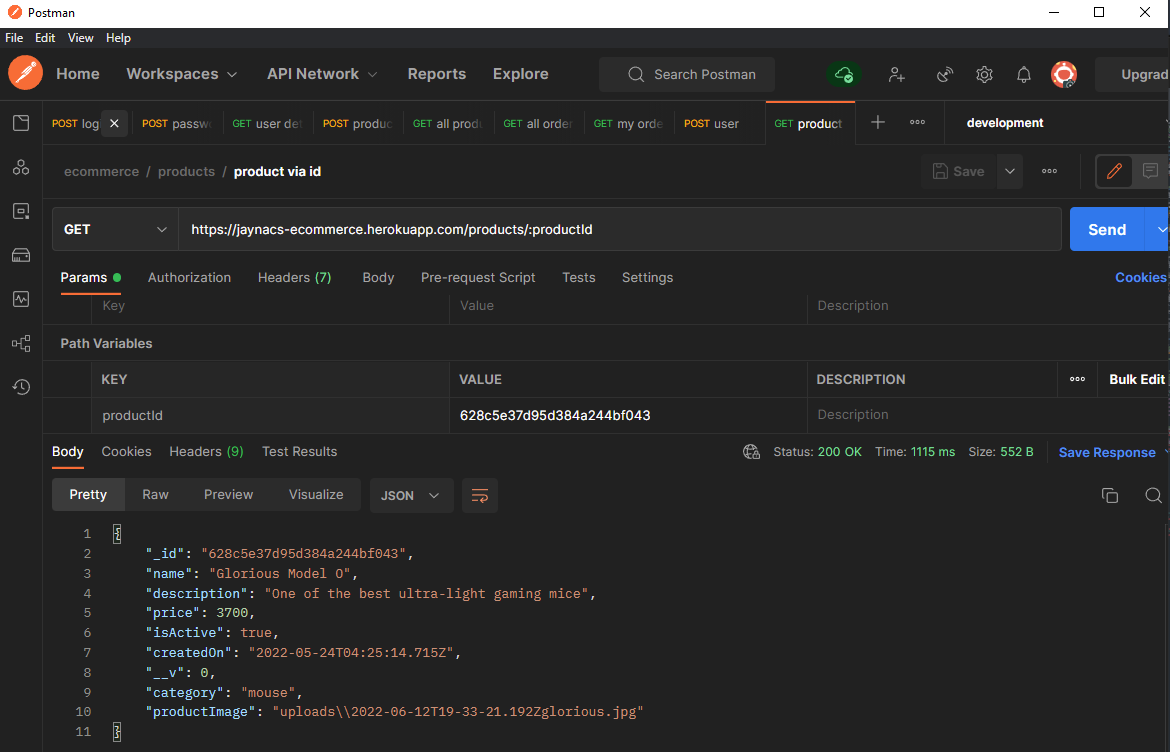 Postman
File Edit View Help
Home Workspaces API Network Reports Explore Search Postman Upgrad
POST log POST passw GET user det POST produc GET all produ GET all order GET my orde POST user GET product development
ecommerce / products / product via id Save
GET https://jaynacs-ecommerce.herokuapp.com/products/:productId Send
Params Authorization Headers (7) Body Pre-request Script Tests Settings Cookies
Key Value Description
Path Variables
KEY VALUE DESCRIPTION Bulk Edit
productId 628c5e37d95d384a244bf043 Description
Body Cookies Headers (9) Test Results Status: 200 OK Time: 1115 ms Size: 552 B Save Response
Pretty Raw Preview Visualize JSON
1 {
2 "_id": "628c5e37d95d384a244bf043",
3 "name": "Glorious Model O",
4 "description": "One of the best ultra-light gaming mice",
5 "price": 3700,
6 "isActive": true,
7 "createdOn": "2022-05-24T04:25:14.715Z",
8 "__v": 0,
9 "category": "mouse",
10 "productImage": "uploads\\2022-06-12T19-33-21.192Zglorious.jpg"
11 }